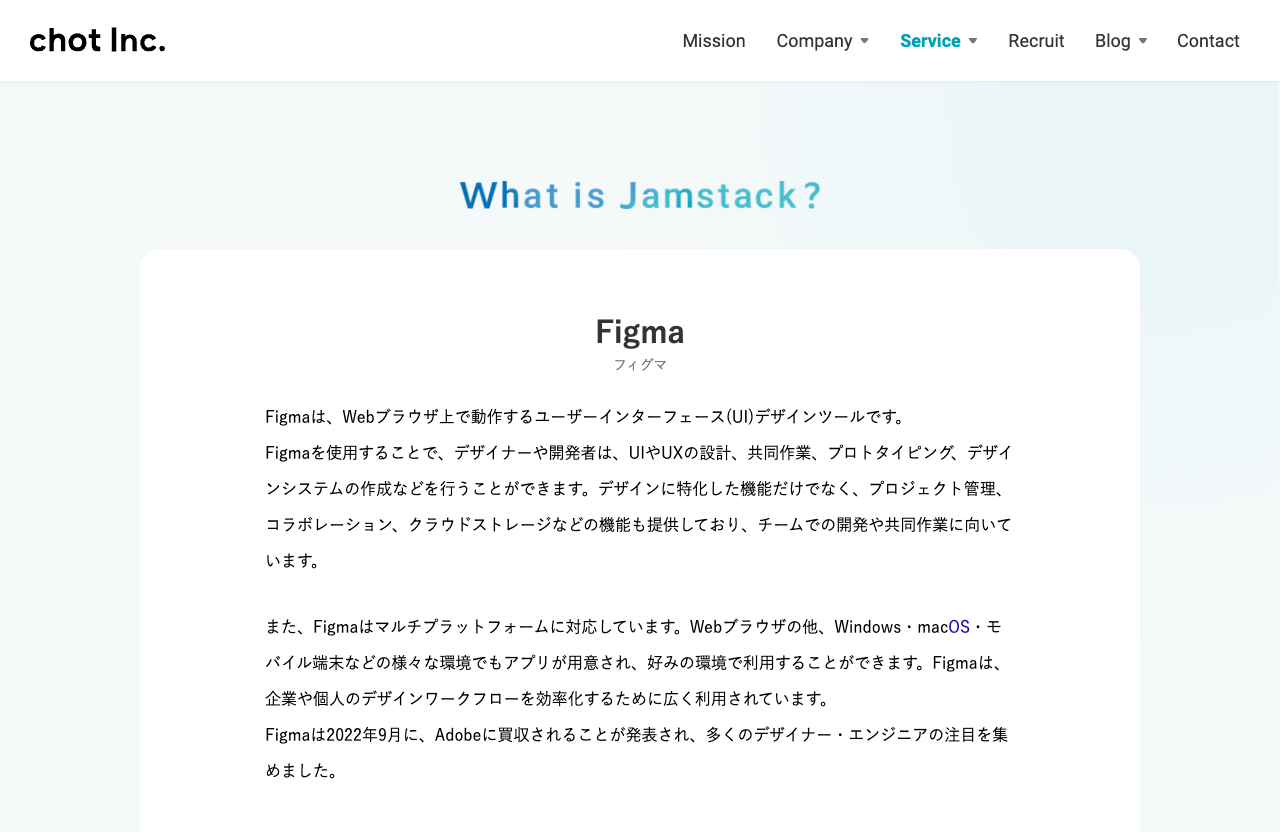 chot Inc.
Mission
Company
Service
Recruit
Blog
Contact
What is Jamstack?
Figma
フィグマ
Figmaは、Webブラウザ上で動作するユーザーインターフェース(UI)デザインツールです。
Figmaを使用することで、デザイナーや開発者は、UIやUXの設計、共同作業、プロトタイピング、デザイ
ンシステムの作成などを行うことができます。デザインに特化した機能だけでなく、プロジェクト管理、
コラボレーション、クラウドストレージなどの機能も提供しており、チームでの開発や共同作業に向いて
います。
また、Figmaはマルチプラットフォームに対応しています。Webブラウザの他、Windows・macOS・モ
バイル端末などの様々な環境でもアプリが用意され、好みの環境で利用することができます。Figmaは、
企業や個人のデザインワークフローを効率化するために広く利用されています。
Figmaは2022年9月に、Adobeに買収されることが発表され、多くのデザイナー・エンジニアの注目を集
めました。